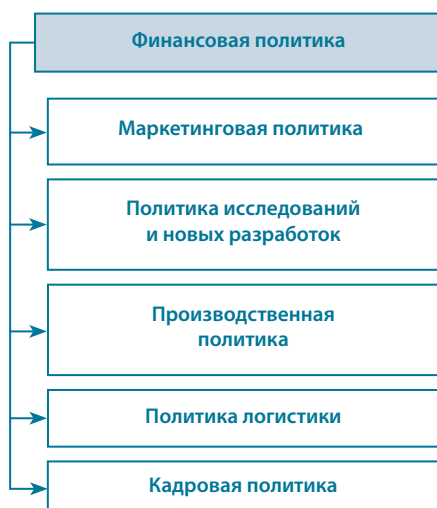 Финансовая политика
Маркетинговая политика
Политика исследований
и новых разработок
Производственная
политика
Политика логистики
Кадровая политика